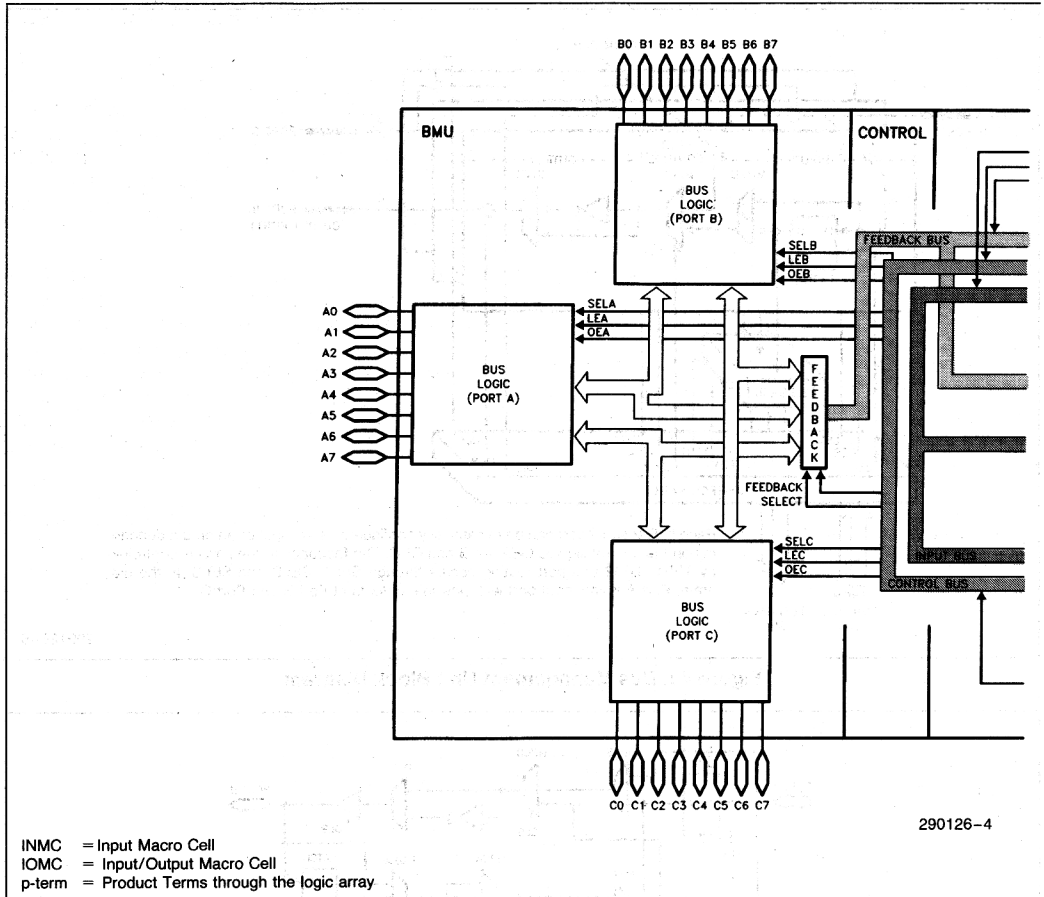 B0 B1 B2 B3 B4 B5 B6 B7
BMU
CONTROL
BUS
LOGIC
(PORT B)
SELB
LEB
OEB
FEEDBACK BUS
A0
A1
A2
A3
A4
A5
A6
A7
BUS
LOGIC
(PORT A)
SELA
LEA
OEA
FEEDBACK
FEEDBACK
SELECT
SELC
LEC
OEC
INPUT BUS
CONTROL BUS
BUS
LOGIC
(PORT C)
C0 C1 C2 C3 C4 C5 C6 C7
290126–4
INMC = Input Macro Cell
IOMC = Input/Output Macro Cell
p-term = Product Terms through the logic array